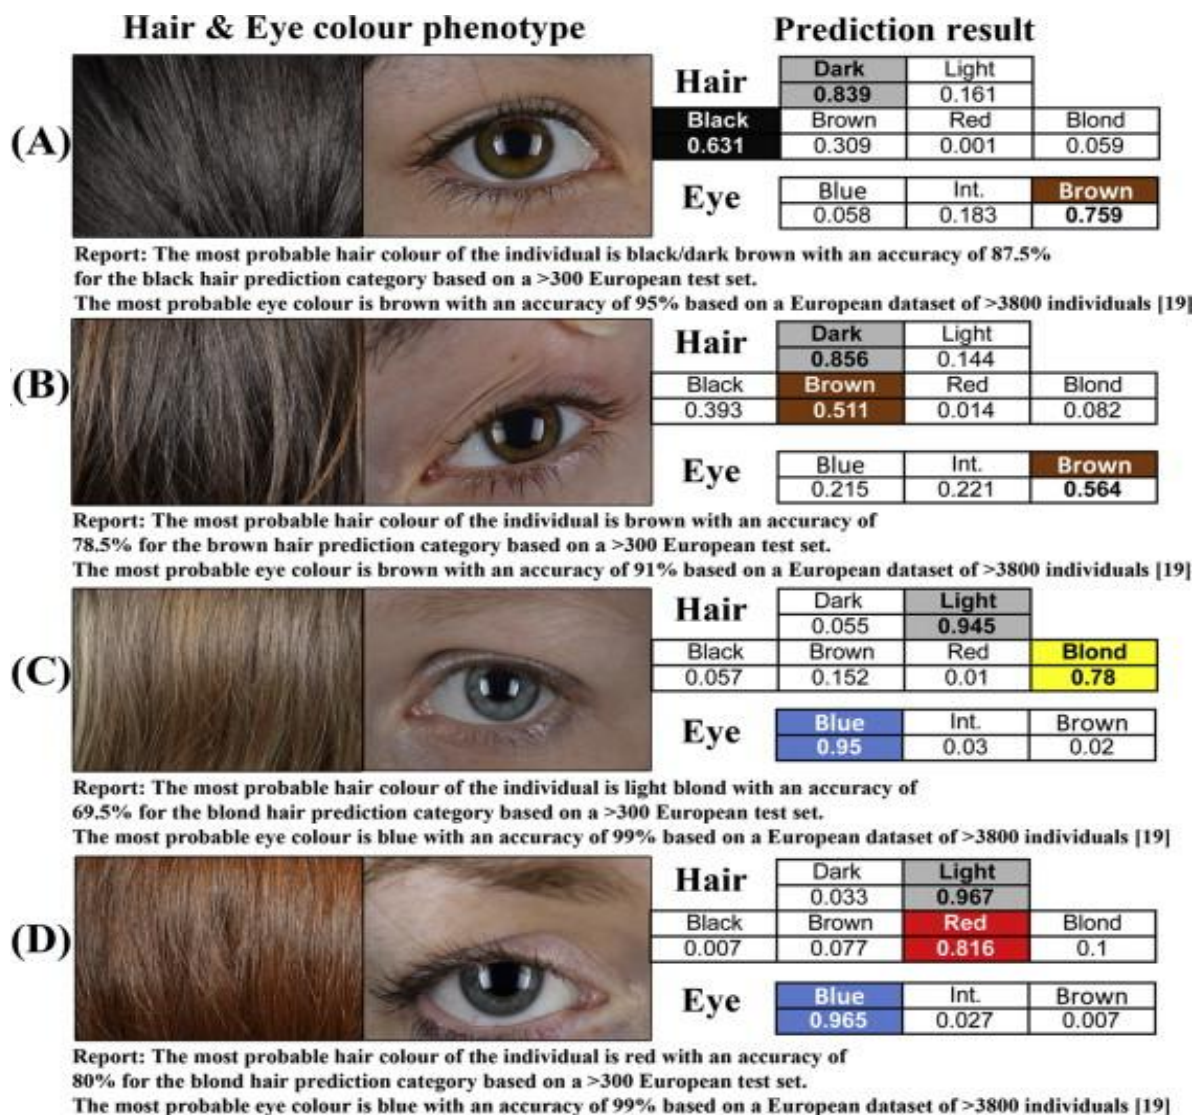 Hair & Eye colour phenotype Prediction result
(A)
Hair Dark Light
0.839 0.161
Black Brown Red Blond
0.631 0.309 0.001 0.059
Eye Blue Int. Brown
0.058 0.183 0.759
Report: The most probable hair colour of the individual is black/dark brown with an accuracy of 87.5%
for the black hair prediction category based on a >300 European test set.
The most probable eye colour is brown with an accuracy of 95% based on a European dataset of >3800 individuals [19]
(B)
Hair Dark Light
0.856 0.144
Black Brown Red Blond
0.393 0.511 0.014 0.082
Eye Blue Int. Brown
0.215 0.221 0.564
Report: The most probable hair colour of the individual is brown with an accuracy of
78.5% for the brown hair prediction category based on a >300 European test set.
The most probable eye colour is brown with an accuracy of 91% based on a European dataset of >3800 individuals [19]
(C)
Hair Dark Light
0.055 0.945
Black Brown Red Blond
0.057 0.152 0.01 0.78
Eye Blue Int. Brown
0.95 0.03 0.02
Report: The most probable hair colour of the individual is light blond with an accuracy of
69.5% for the blond hair prediction category based on a >300 European test set.
The most probable eye colour is blue with an accuracy of 99% based on a European dataset of >3800 individuals [19]
(D)
Hair Dark Light
0.033 0.967
Black Brown Red Blond
0.007 0.077 0.816 0.1
Eye Blue Int. Brown
0.965 0.027 0.007
Report: The most probable hair colour of the individual is red with an accuracy of
80% for the blond hair prediction category based on a >300 European test set.
The most probable eye colour is blue with an accuracy of 99% based on a European dataset of >3800 individuals [19]